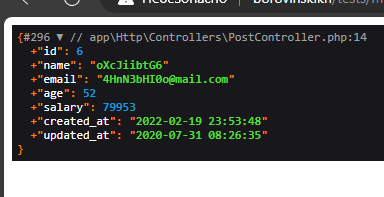 {#296 ▼ // app\Http\Controllers\PostController.php:14
+"id": 6
+"name": "oXcJiibtG6"
+"email": "4HnN3bHI0o@mail.com"
+"age": 52
+"salary": 79953
+"created_at": "2022-02-19 23:53:48"
+"updated_at": "2020-07-31 08:26:35"
}